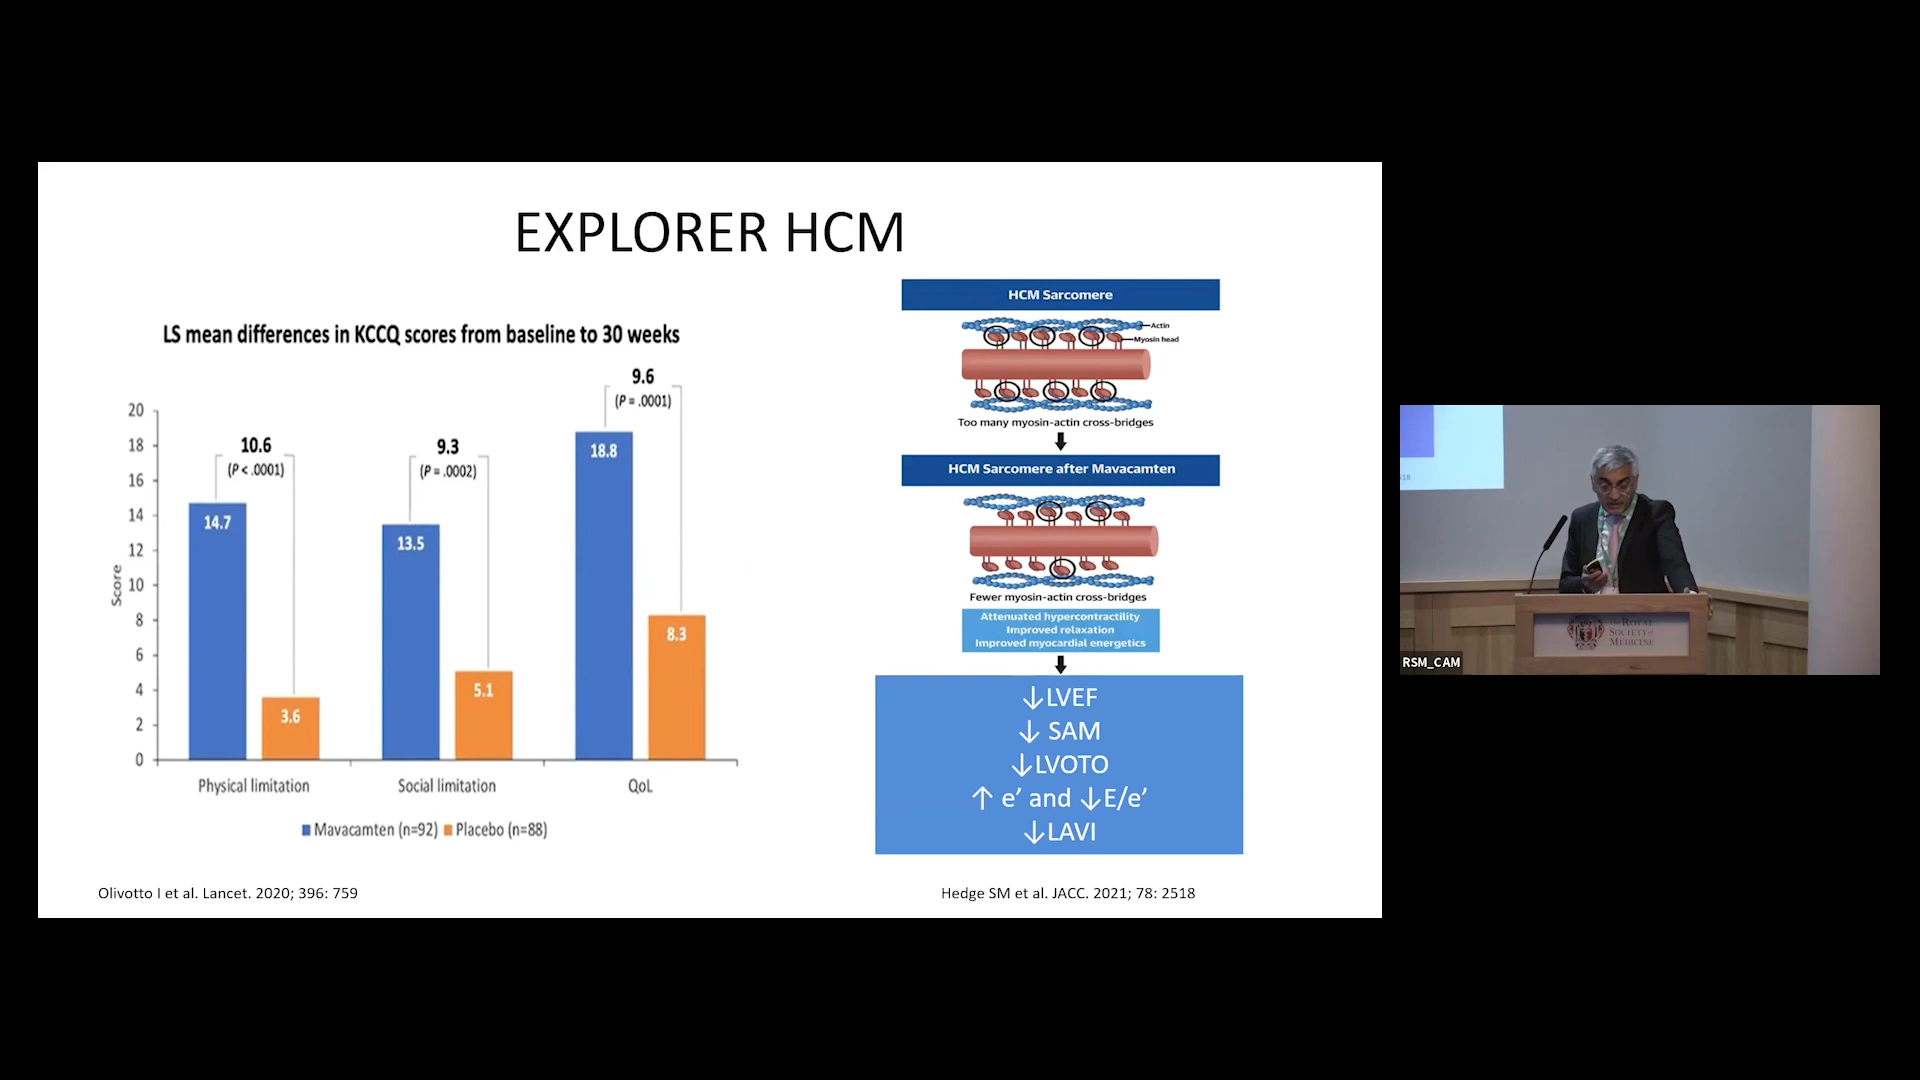 EXPLORER HCM
LS mean differences in KCCQ scores from baseline to 30 weeks
Score
20
18
16
14
12
10
8
6
4
2
0
10.6
(P < .0001)
14.7
3.6
9.3
(P = .0002)
13.5
5.1
9.6
(P = .0001)
18.8
8.3
Physical limitation
Social limitation
QoL
Mavacamten (n=92) Placebo (n=88)
Olivotto I et al. Lancet. 2020; 396: 759
HCM Sarcomere
Actin
Myosin head
Too many myosin-actin cross-bridges
HCM Sarcomere after Mavacamten
Fewer myosin-actin cross-bridges
Attenuated hypercontractility
Improved relaxation
Improved myocardial energetics
↓LVEF
↓ SAM
↓LVOTO
↑ e’ and ↓E/e’
↓LAVI
Hedge SM et al. JACC. 2021; 78: 2518
The ROYAL
SOCIETY of
MEDICINE
RSM_CAM